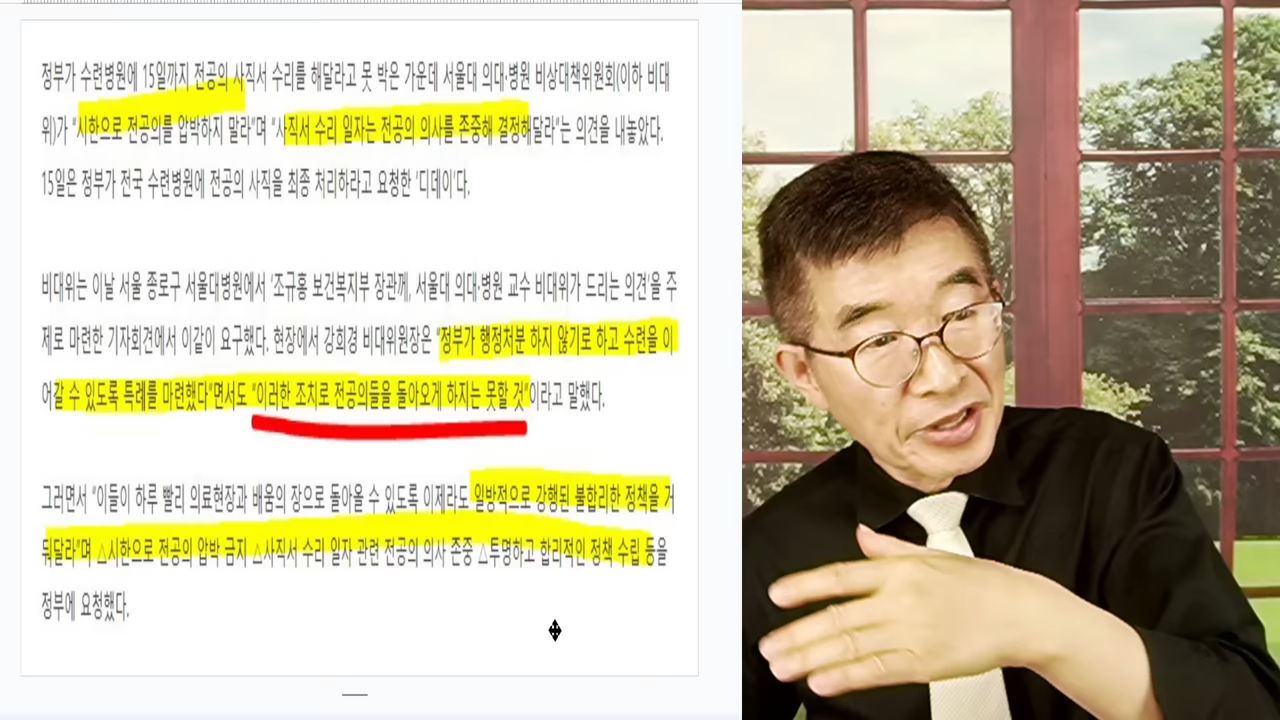 정부가 수련병원에 15일까지 전공의 사직서 수리를 해달라고 못 박은 가운데 서울대 의대·병원 비상대책위원회(이하 비대
위)가 “시한으로 전공의를 압박하지 말라”며 “사직서 수리 일자는 전공의 의사를 존중해 결정해달라”는 의견을 내놓았다.
15일은 정부가 전국 수련병원에 전공의 사직을 최종 처리하라고 요청한 ‘디데이’다.
비대위는 이날 서울 종로구 서울대병원에서 ‘조규홍 보건복지부 장관께, 서울대 의대·병원 교수 비대위가 드리는 의견’을 주
제로 마련한 기자회견에서 이같이 요구했다. 현장에서 강희경 비대위원장은 “정부가 행정처분 하지 않기로 하고 수련을 이
어갈 수 있도록 특례를 마련했다”면서도 “이러한 조치로 전공의들을 돌아오게 하지는 못할 것”이라고 말했다.
그러면서 “이들이 하루 빨리 의료현장과 배움의 장으로 돌아올 수 있도록 이제라도 일방적으로 강행된 불합리한 정책을 거
둬달라”며 △시한으로 전공의 압박 금지 △사직서 수리 일자 관련 전공의 의사 존중 △투명하고 합리적인 정책 수립 등을
정부에 요청했다.